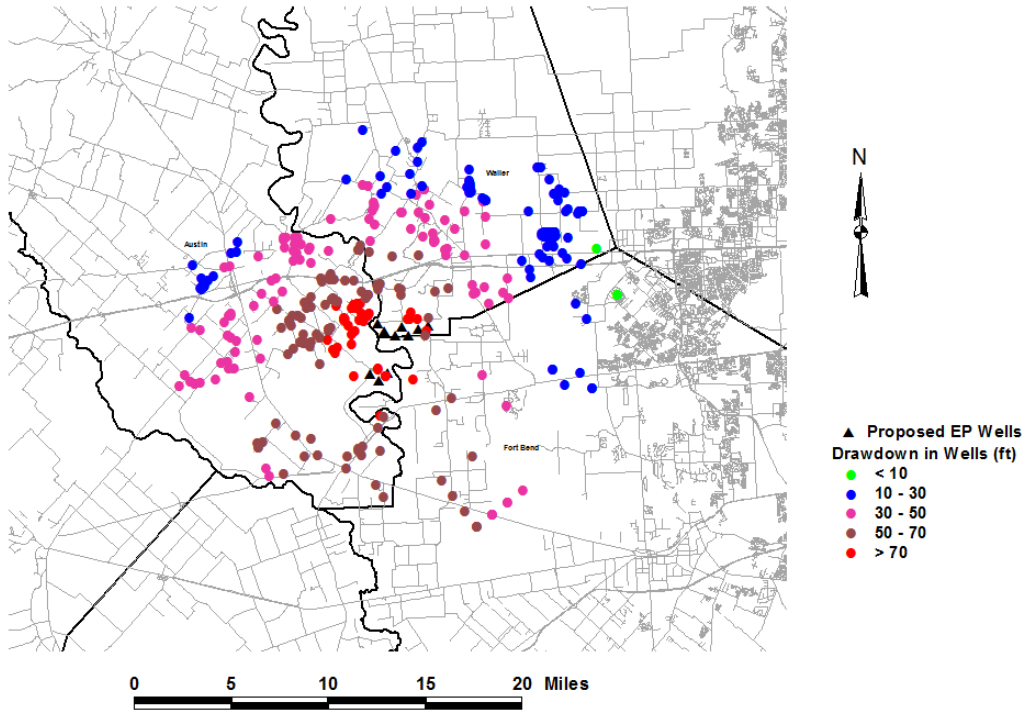 N
Waller
Austin
Fort Bend
Proposed EP Wells
Drawdown in Wells (ft)
< 10
10 - 30
30 - 50
50 - 70
> 70
0 5 10 15 20 Miles